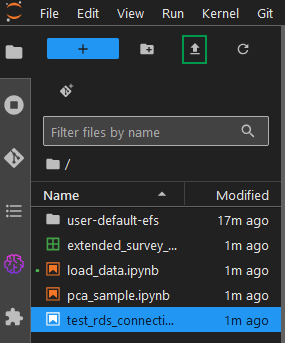 File Edit View Run Kernel Git
Filter files by name
/
Name Modified
user-default-efs 17m ago
extended_survey_... 1m ago
load_data.ipynb 1m ago
pca_sample.ipynb 1m ago
test_rds_connecti... 1m ago